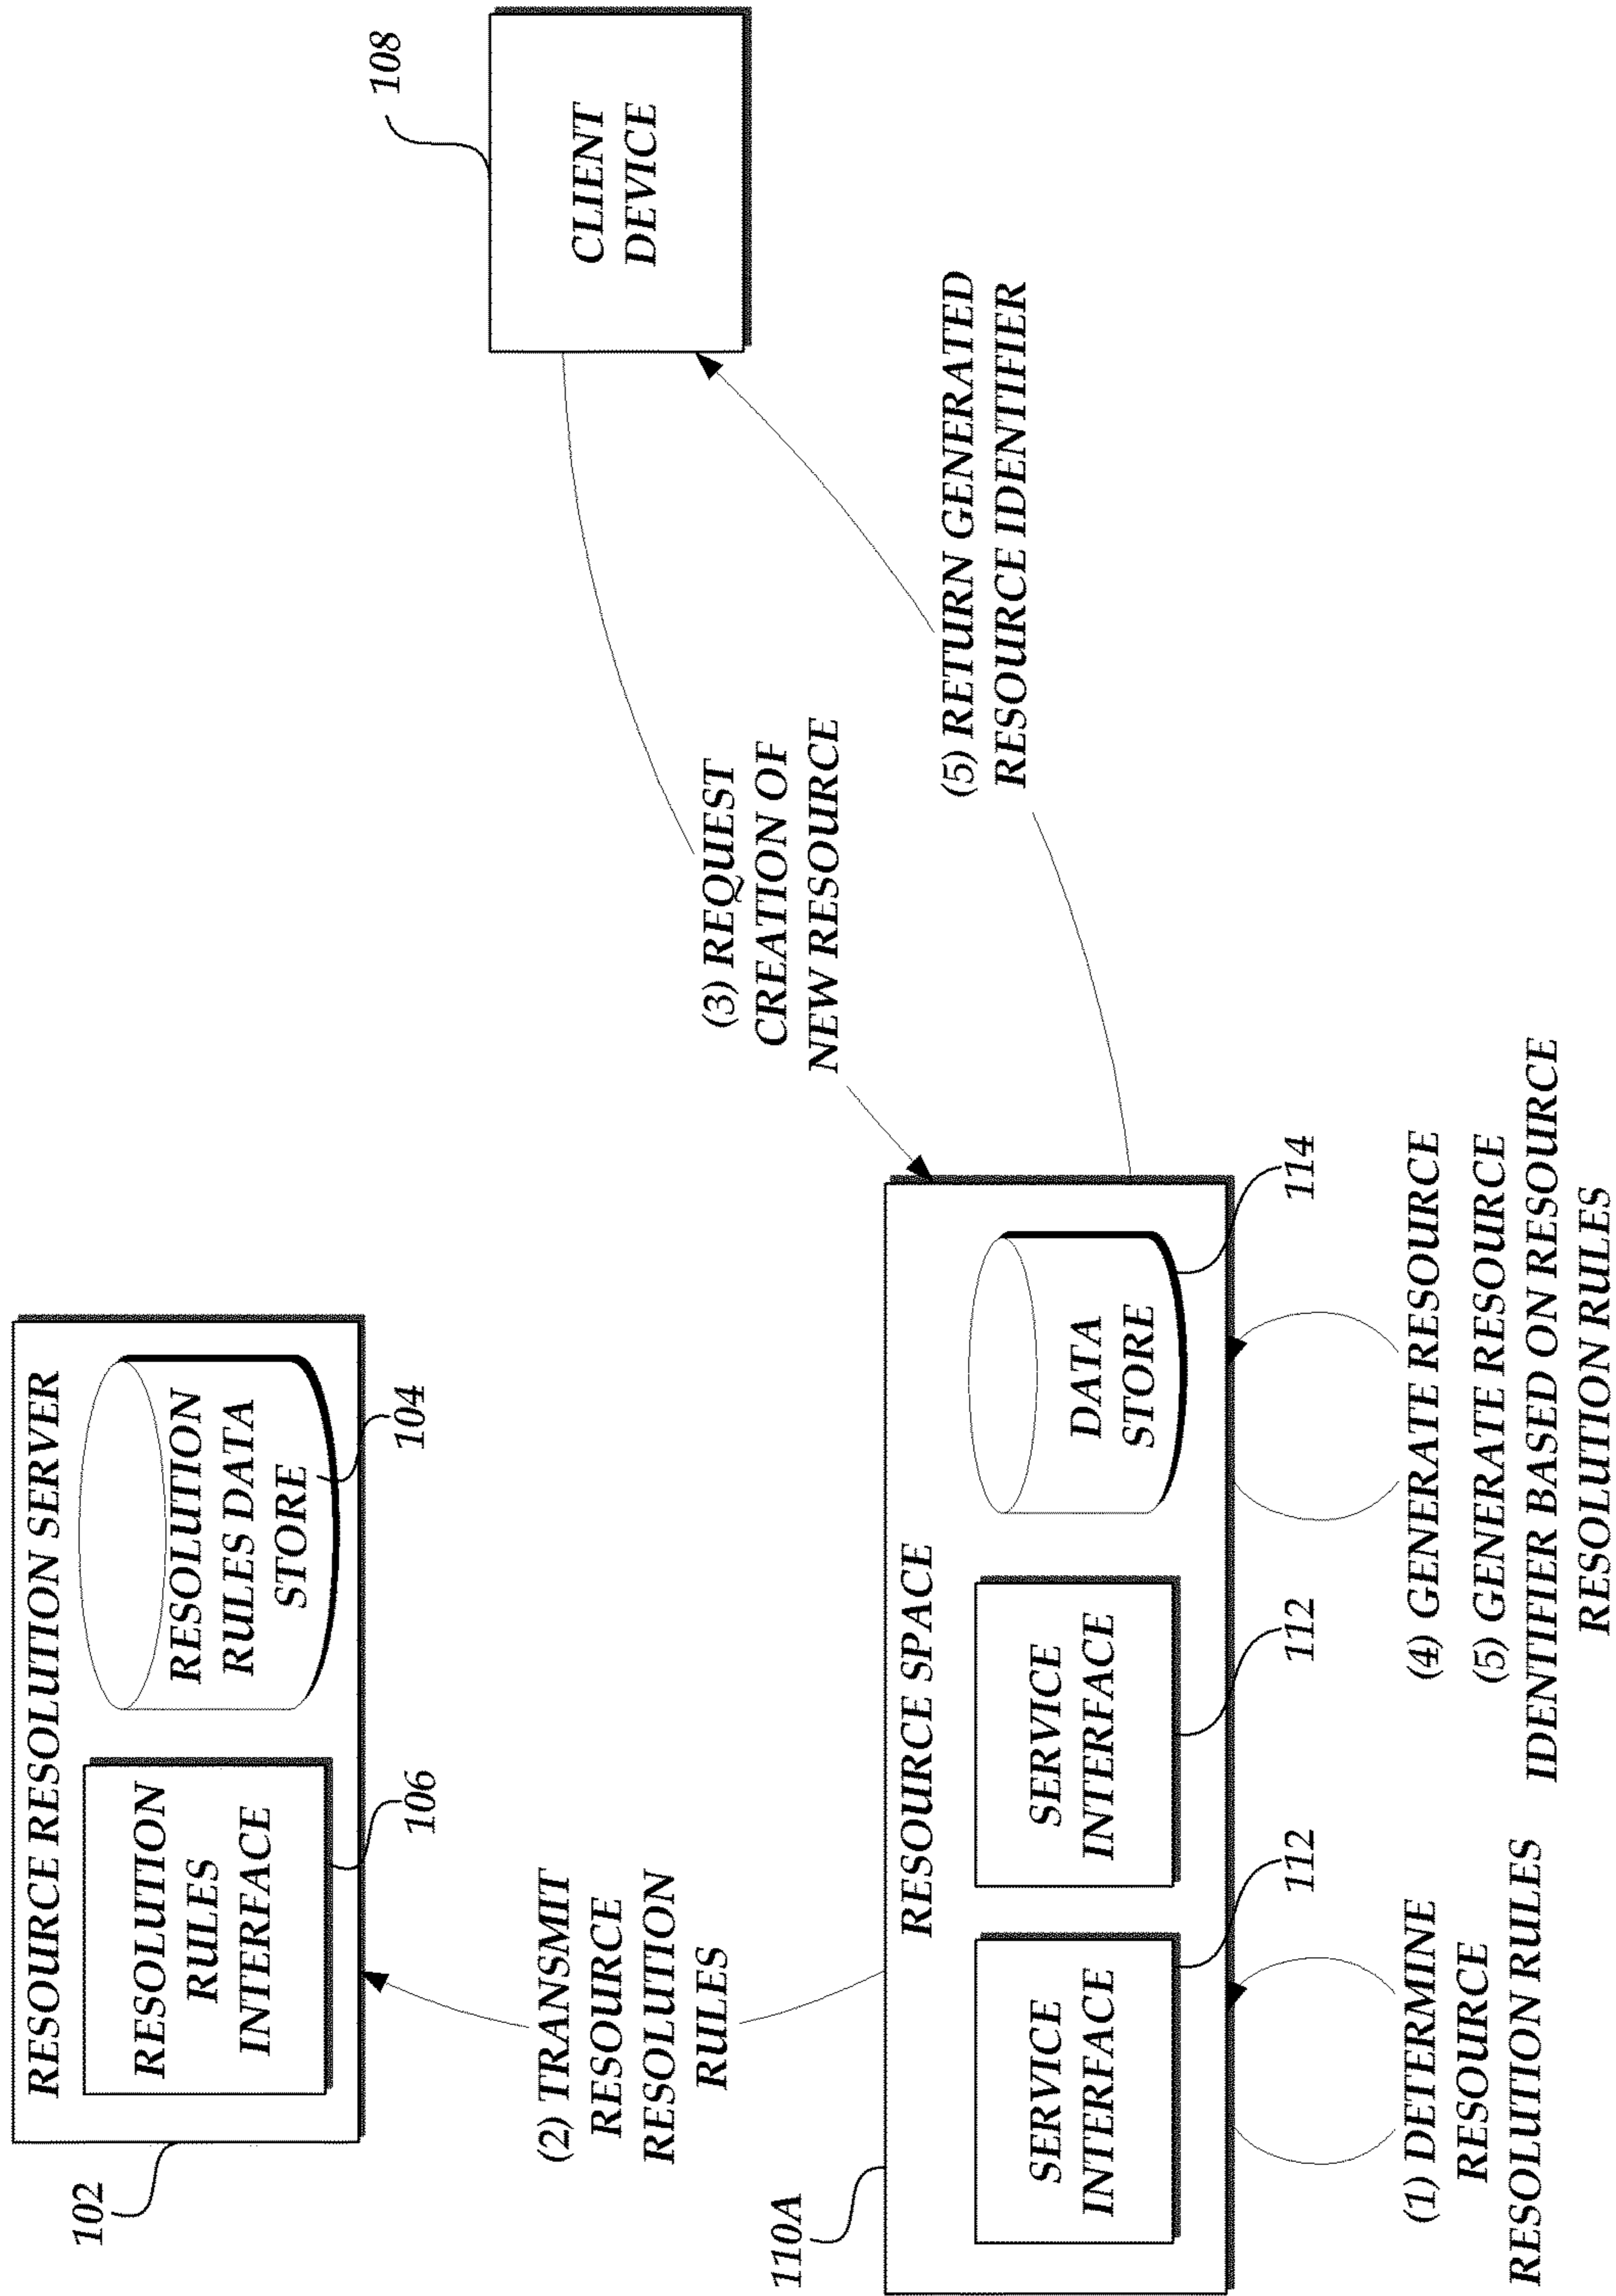 102
RESOURCE RESOLUTION SERVER
RESOLUTION
RULES
INTERFACE
106
RESOLUTION
RULES DATA
STORE
104
(2) TRANSMIT
RESOURCE
RESOLUTION
RULES
108
CLIENT
DEVICE
(3) REQUEST
CREATION OF
NEW RESOURCE
(5) RETURN GENERATED
RESOURCE IDENTIFIER
110A
RESOURCE SPACE
SERVICE
INTERFACE
112
SERVICE
INTERFACE
112
DATA
STORE
114
(1) DETERMINE
RESOURCE
RESOLUTION RULES
(4) GENERATE RESOURCE
(5) GENERATE RESOURCE
IDENTIFIER BASED ON RESOURCE
RESOLUTION RULES